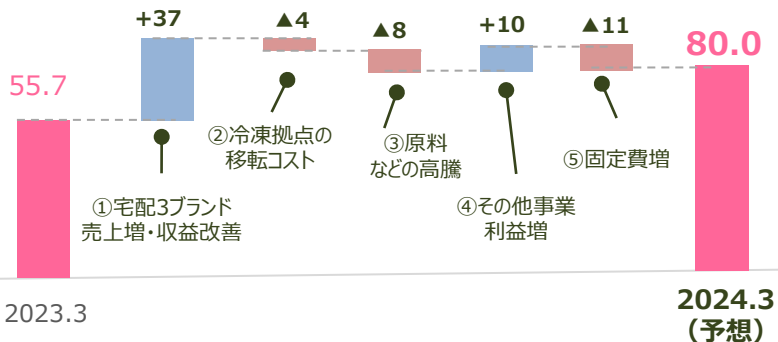 55.7
+37
▲4
▲8
+10
▲11
80.0
①宅配3ブランド
売上増・収益改善
②冷凍拠点の
移転コスト
③原料
などの高騰
④その他事業
利益増
⑤固定費増
2023.3
2024.3
（予想）